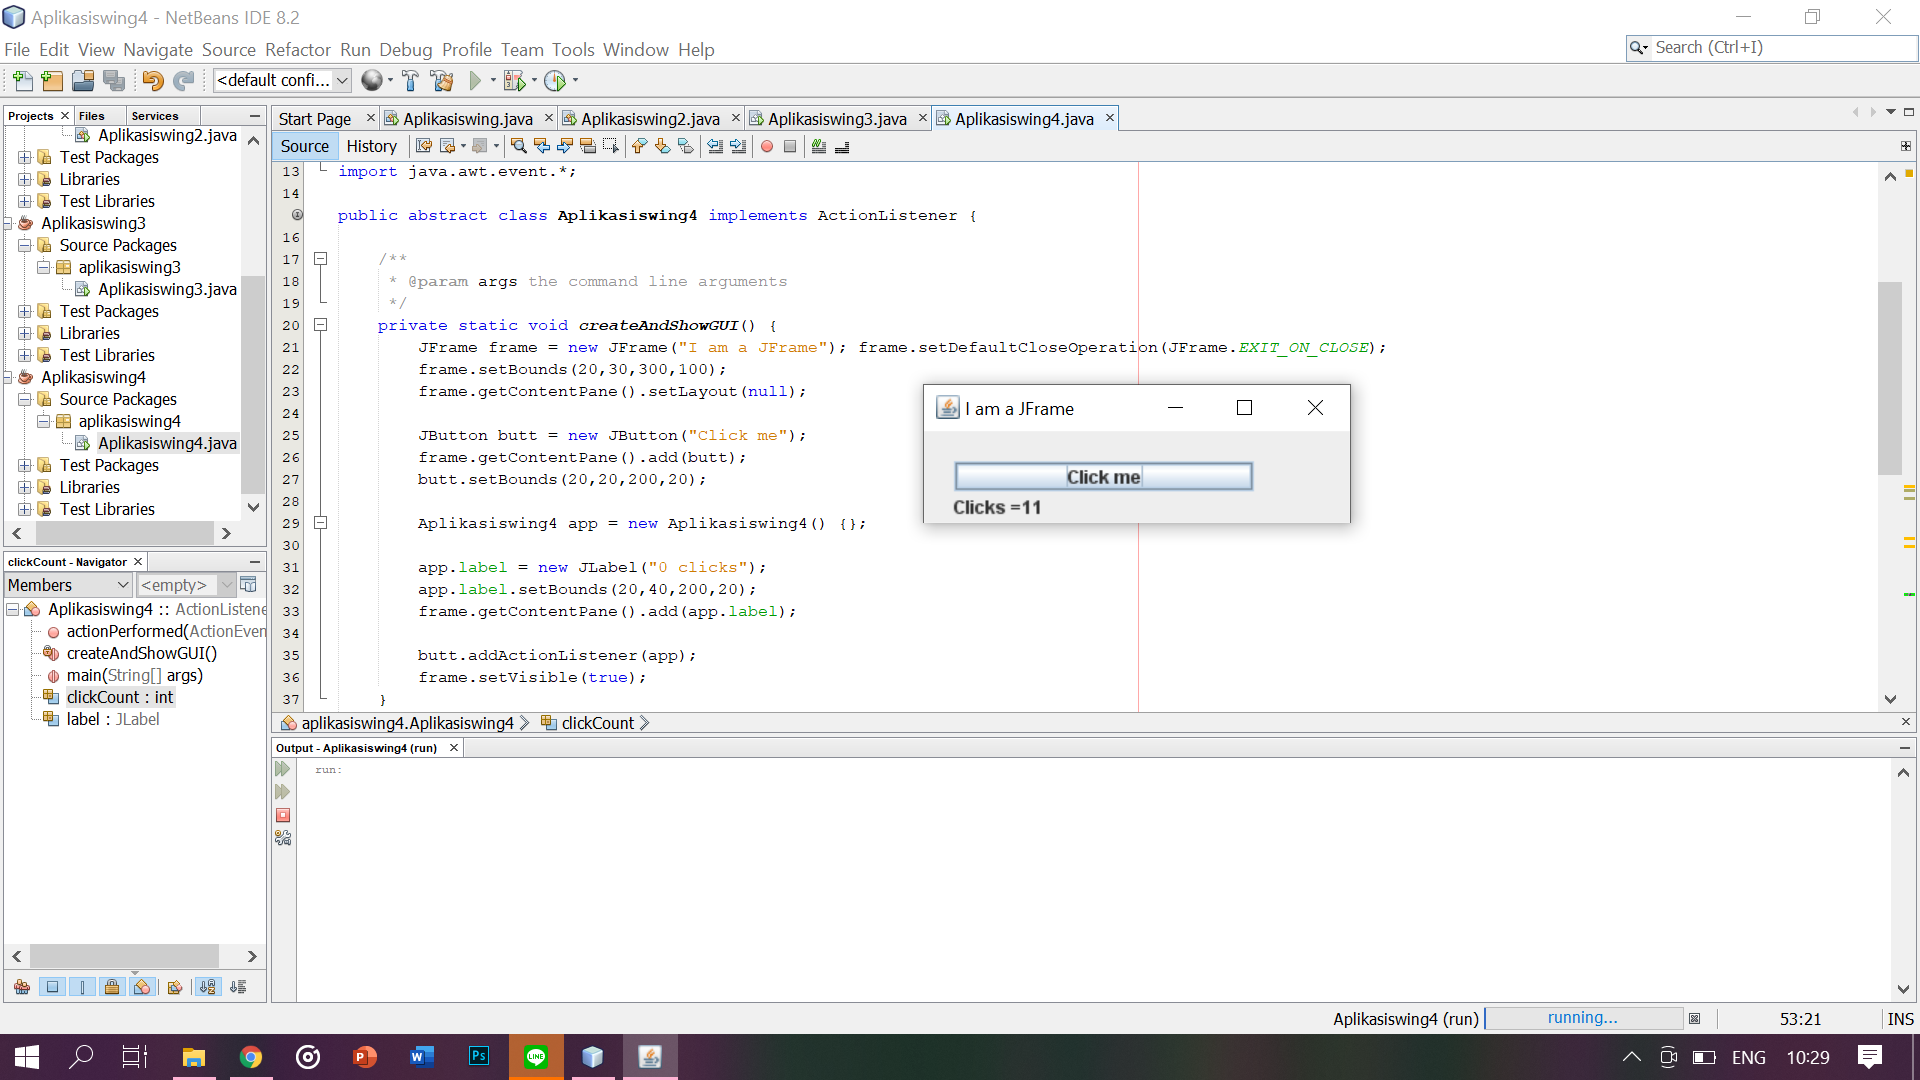 Aplikasiswing4 - NetBeans IDE 8.2
File Edit View Navigate Source Refactor Run Debug Profile Team Tools Window Help
Search (Ctrl+I)
<default confi...
Projects Files Services
Start Page Aplikasiswing.java Aplikasiswing2.java Aplikasiswing3.java Aplikasiswing4.java
Source History
Aplikasiswing2.java
Test Packages
Libraries
Test Libraries
Aplikasiswing3
Source Packages
aplikasiswing3
Aplikasiswing3.java
Test Packages
Libraries
Test Libraries
Aplikasiswing4
Source Packages
aplikasiswing4
Aplikasiswing4.java
Test Packages
Libraries
Test Libraries
13 import java.awt.event.*;
14
public abstract class Aplikasiswing4 implements ActionListener {
16
17 /**
18 * @param args the command line arguments
19 */
20 private static void createAndShowGUI() {
21 JFrame frame = new JFrame("I am a JFrame"); frame.setDefaultCloseOperation(JFrame.EXIT_ON_CLOSE);
22 frame.setBounds(20,30,300,100);
23 frame.getContentPane().setLayout(null);
24
25 JButton butt = new JButton("Click me");
26 frame.getContentPane().add(butt);
27 butt.setBounds(20,20,200,20);
28
29 Aplikasiswing4 app = new Aplikasiswing4() {};
30
31 app.label = new JLabel("0 clicks");
32 app.label.setBounds(20,40,200,20);
33 frame.getContentPane().add(app.label);
34
35 butt.addActionListener(app);
36 frame.setVisible(true);
37 }
I am a JFrame
Click me
Clicks =11
clickCount - Navigator
Members <empty>
Aplikasiswing4 :: ActionListene
actionPerformed(ActionEven
createAndShowGUI()
main(String[] args)
clickCount : int
label : JLabel
aplikasiswing4.Aplikasiswing4 clickCount
Output - Aplikasiswing4 (run)
run:
Aplikasiswing4 (run) running... 53:21 INS
ENG 10:29